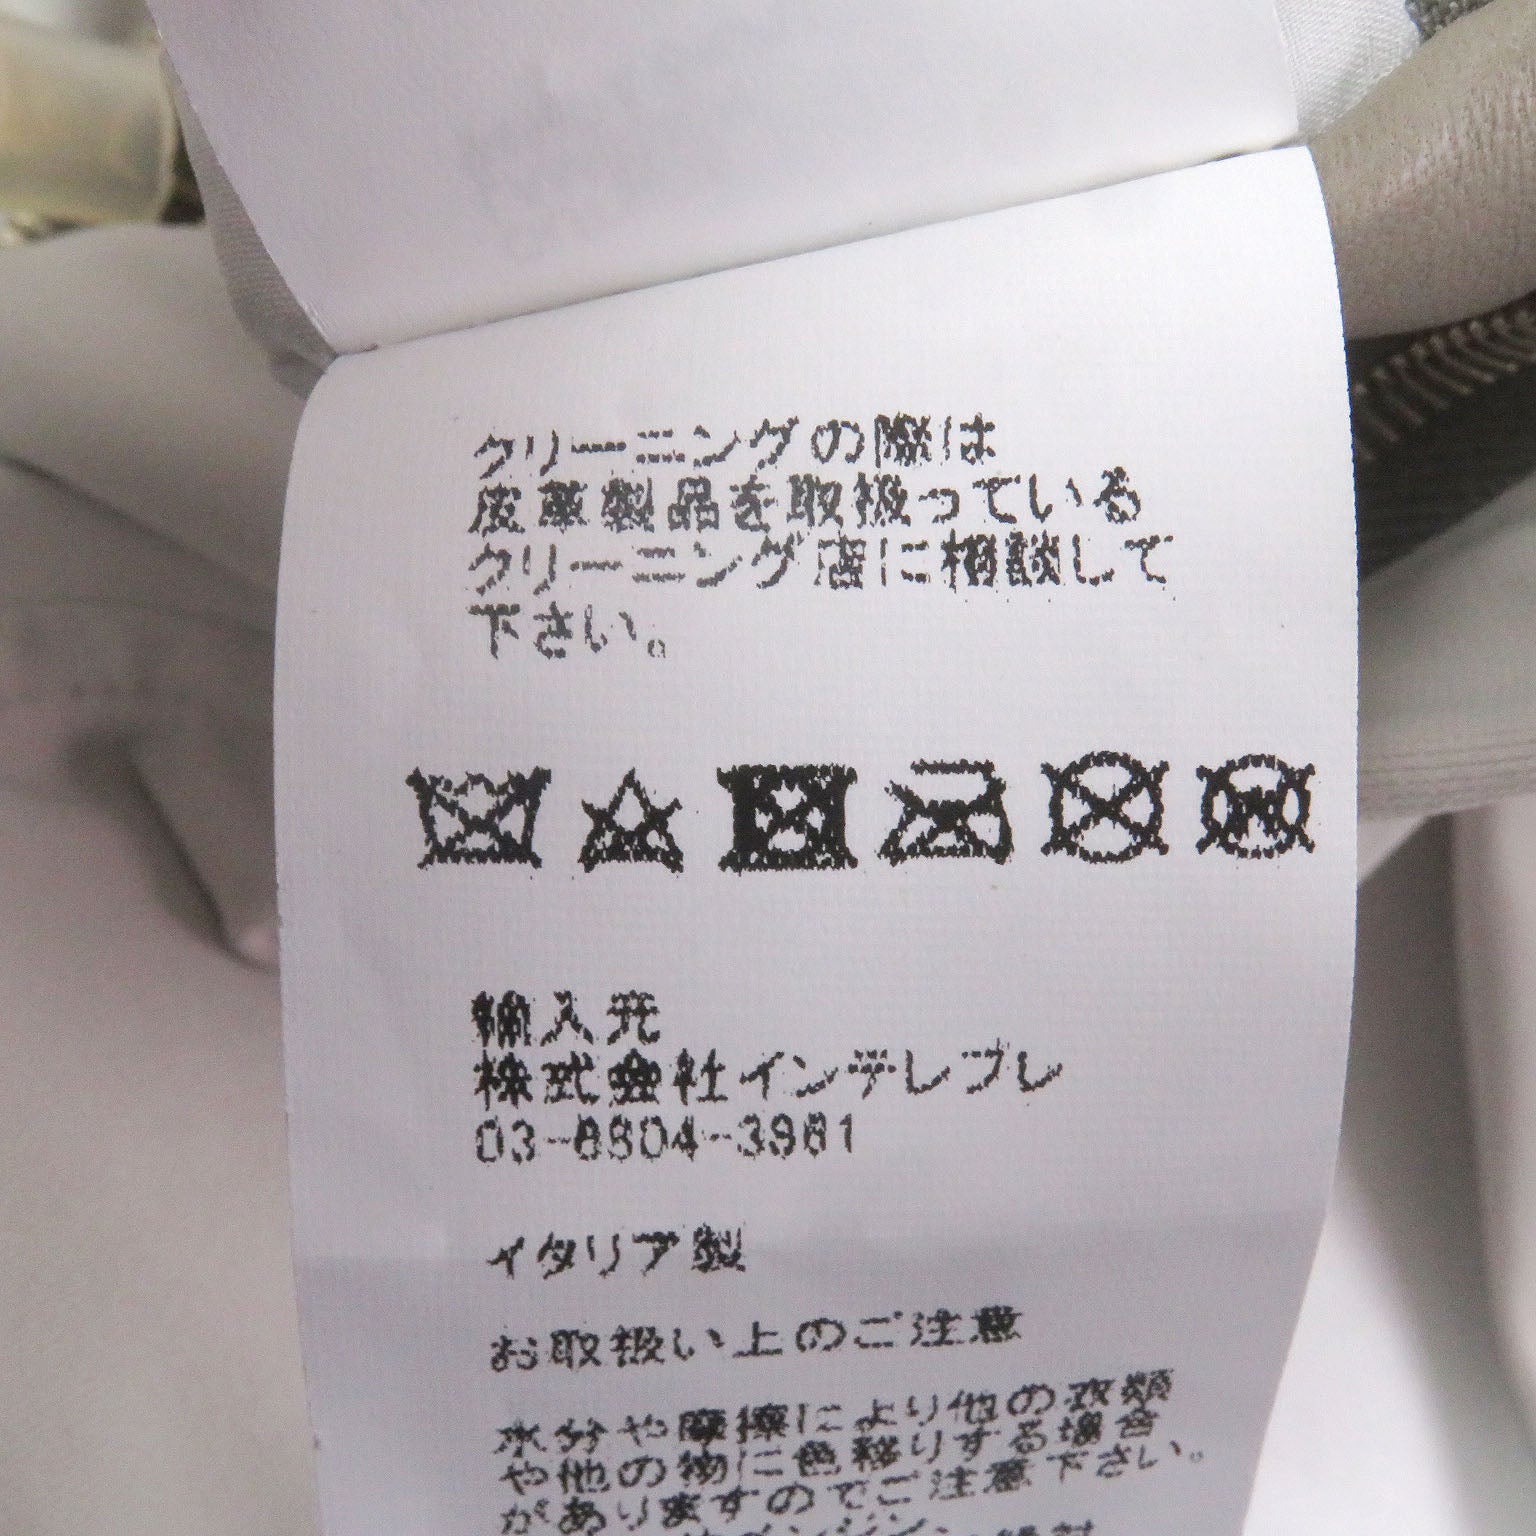 クリーニングの際は
皮革製品を取扱っている
クリーニング店に相談して
下さい。
輸入元
株式会社インテレプレ
03-6804-3861
イタリア製
お取扱い上のご注意
水分や摩擦により他の衣類
や他の物に色移りする場合
がありますのでご注意下さい。